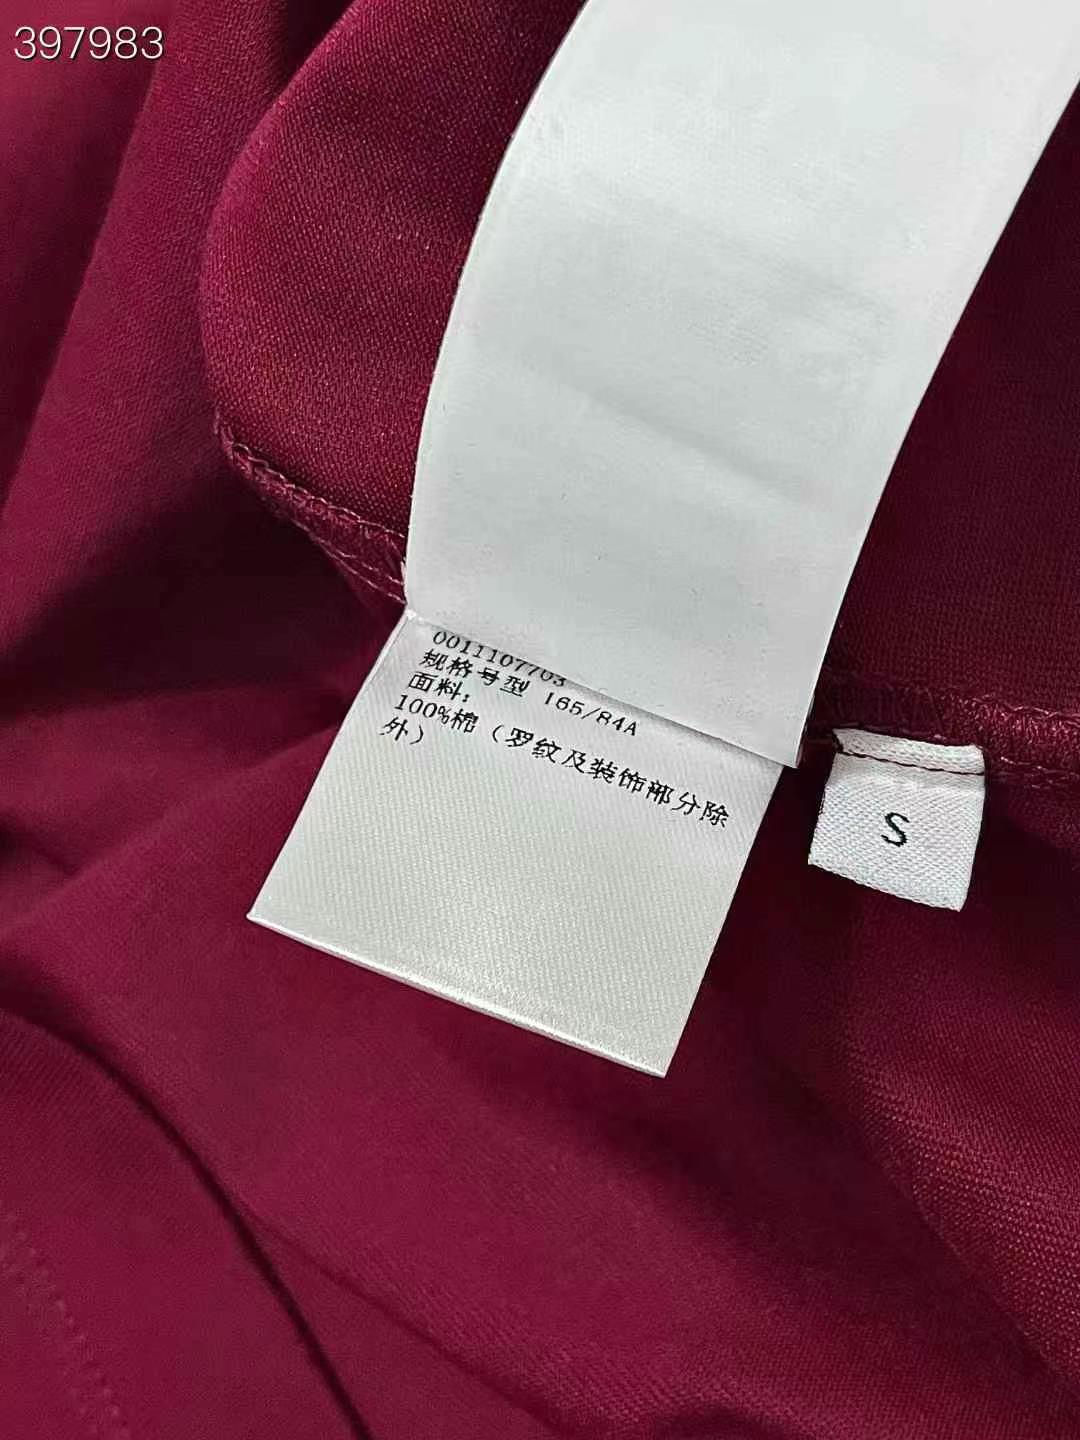 397983
0011107703
规格号型 165/84A
面料:
100%棉（罗纹及装饰部分除
外）
S